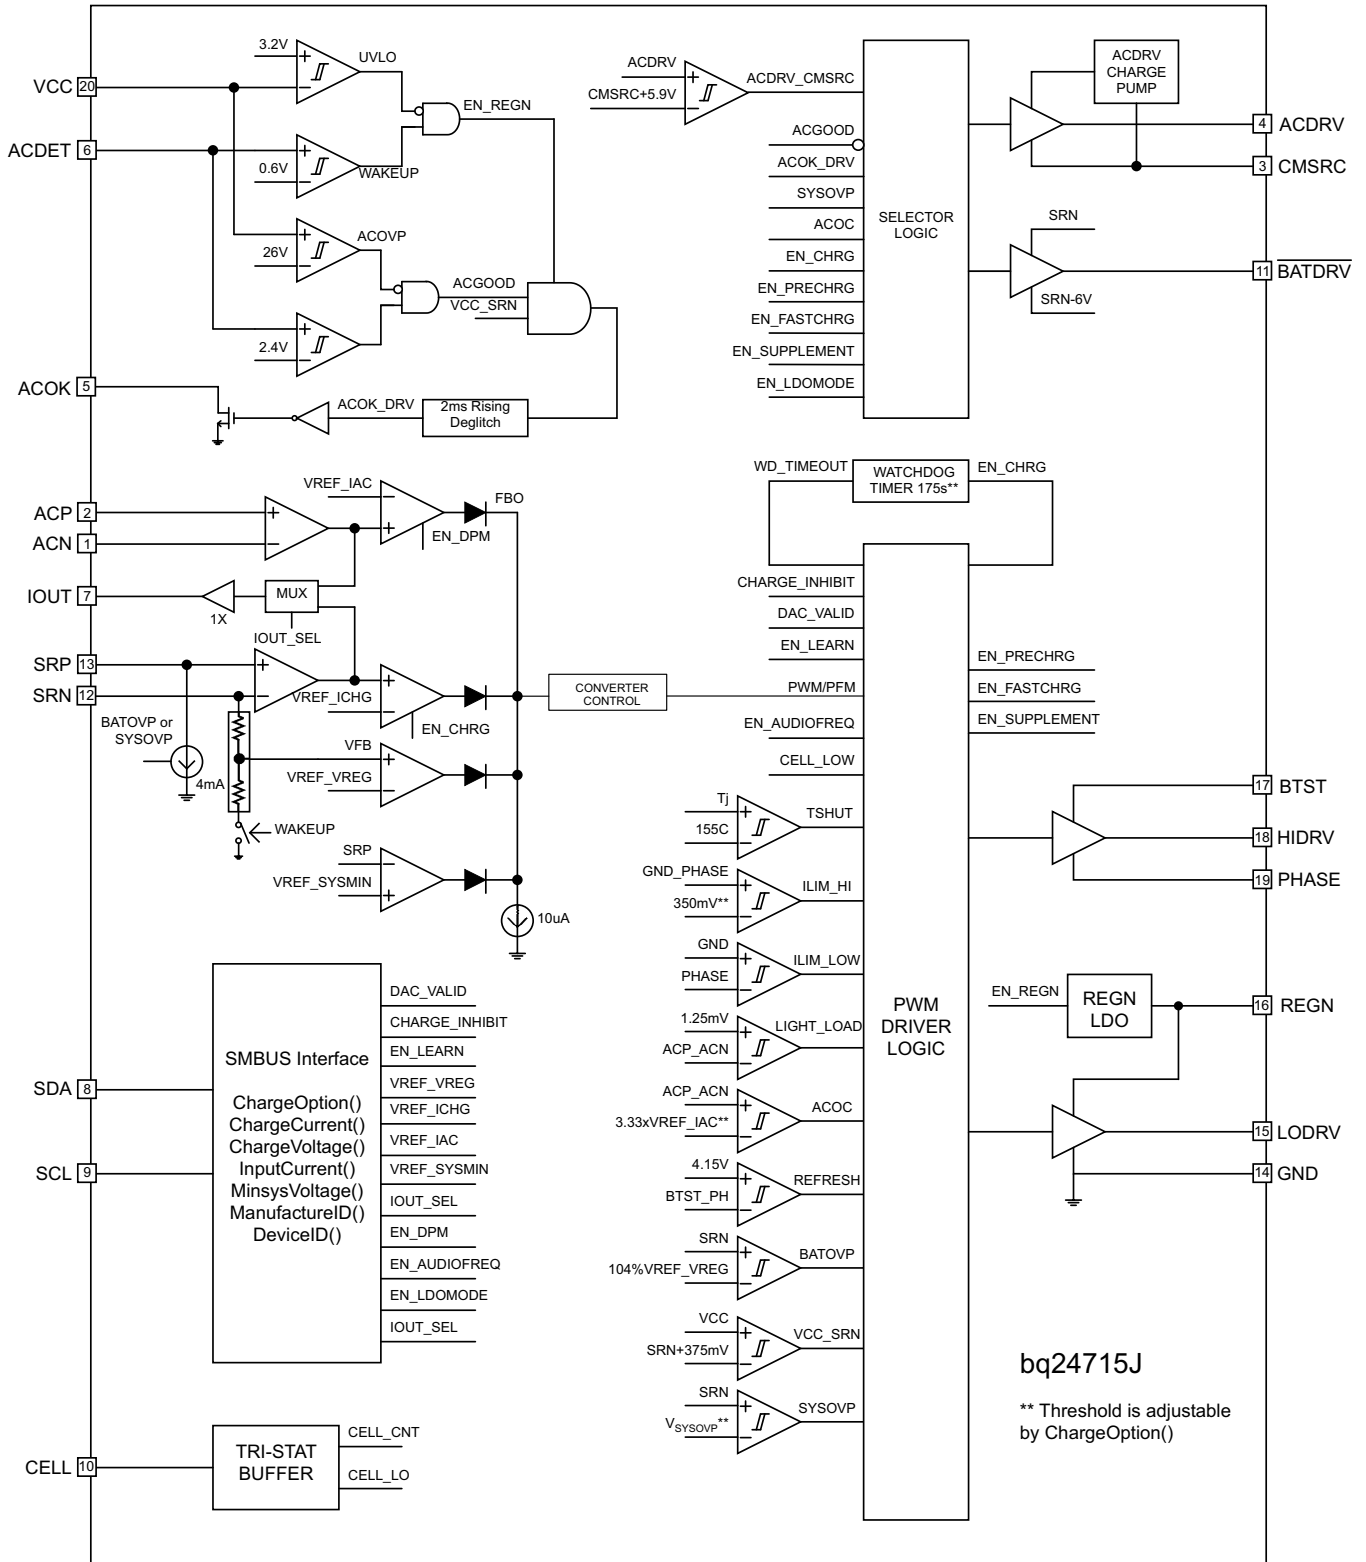 VCC 20
ACDET 6
ACOK 5
3.2V
UVLO
0.6V
WAKEUP
EN_REGN
26V
ACOVP
2.4V
ACGOOD
VCC_SRN
ACOK_DRV
2ms Rising
Deglitch
ACDRV
CMSRC+5.9V
ACDRV_CMSRC
ACGOOD
ACOK_DRV
SYSOVP
ACOC
EN_CHRG
EN_PRECHRG
EN_FASTCHRG
EN_SUPPLEMENT
EN_LDOMODE
SELECTOR
LOGIC
ACDRV
CHARGE
PUMP
4 ACDRV
3 CMSRC
SRN
SRN-6V
11 BATDRV
ACP 2
ACN 1
IOUT 7
SRP 13
SRN 12
VREF_IAC
FBO
EN_DPM
1X
MUX
IOUT_SEL
VREF_ICHG
EN_CHRG
BATOVP or
SYSOVP
4mA
VFB
VREF_VREG
WAKEUP
SRP
VREF_SYSMIN
10uA
CONVERTER
CONTROL
WD_TIMEOUT
WATCHDOG
TIMER 175s**
EN_CHRG
CHARGE_INHIBIT
DAC_VALID
EN_LEARN
PWM/PFM
EN_AUDIOFREQ
CELL_LOW
Tj
155C
TSHUT
GND_PHASE
350mV**
ILIM_HI
GND
PHASE
ILIM_LOW
1.25mV
ACP_ACN
LIGHT_LOAD
ACP_ACN
3.33xVREF_IAC**
ACOC
4.15V
BTST_PH
REFRESH
SRN
104%VREF_VREG
BATOVP
VCC
SRN+375mV
VCC_SRN
SRN
VSYSOVP**
SYSOVP
PWM
DRIVER
LOGIC
EN_PRECHRG
EN_FASTCHRG
EN_SUPPLEMENT
17 BTST
18 HIDRV
19 PHASE
EN_REGN
REGN
LDO
16 REGN
15 LODRV
14 GND
SDA 8
SCL 9
SMBUS Interface
ChargeOption()
ChargeCurrent()
ChargeVoltage()
InputCurrent()
MinsysVoltage()
ManufactureID()
DeviceID()
DAC_VALID
CHARGE_INHIBIT
EN_LEARN
VREF_VREG
VREF_ICHG
VREF_IAC
VREF_SYSMIN
IOUT_SEL
EN_DPM
EN_AUDIOFREQ
EN_LDOMODE
IOUT_SEL
CELL 10
TRI-STAT
BUFFER
CELL_CNT
CELL_LO
bq24715J
** Threshold is adjustable
by ChargeOption()